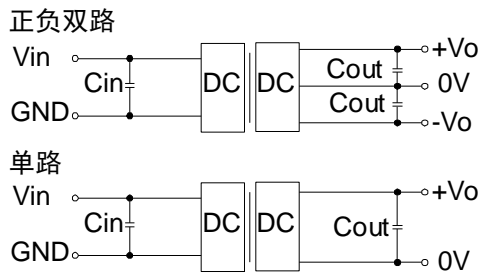 正负双路
Vin
Cin
GND
DC DC
Cout
Cout
+Vo
0V
-Vo
单路
Vin
Cin
GND
DC DC
Cout
+Vo
0V